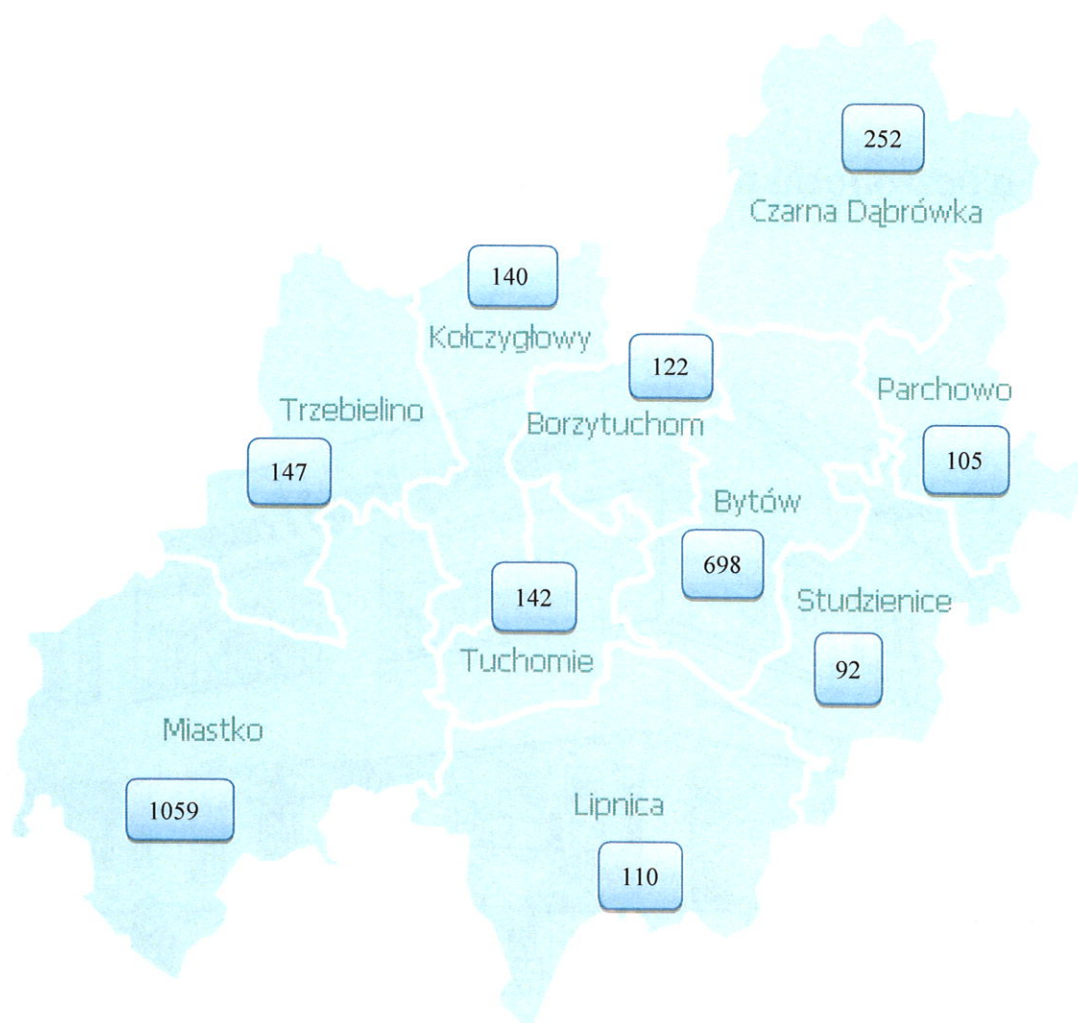 252
Czarna Dąbrówka
140
Kołczygłowy
122
Borzytuchom
Parchowo
105
Trzebielino
147
Bytów
698
142
Tuchomie
Studzienice
92
Miastko
1059
Lipnica
110